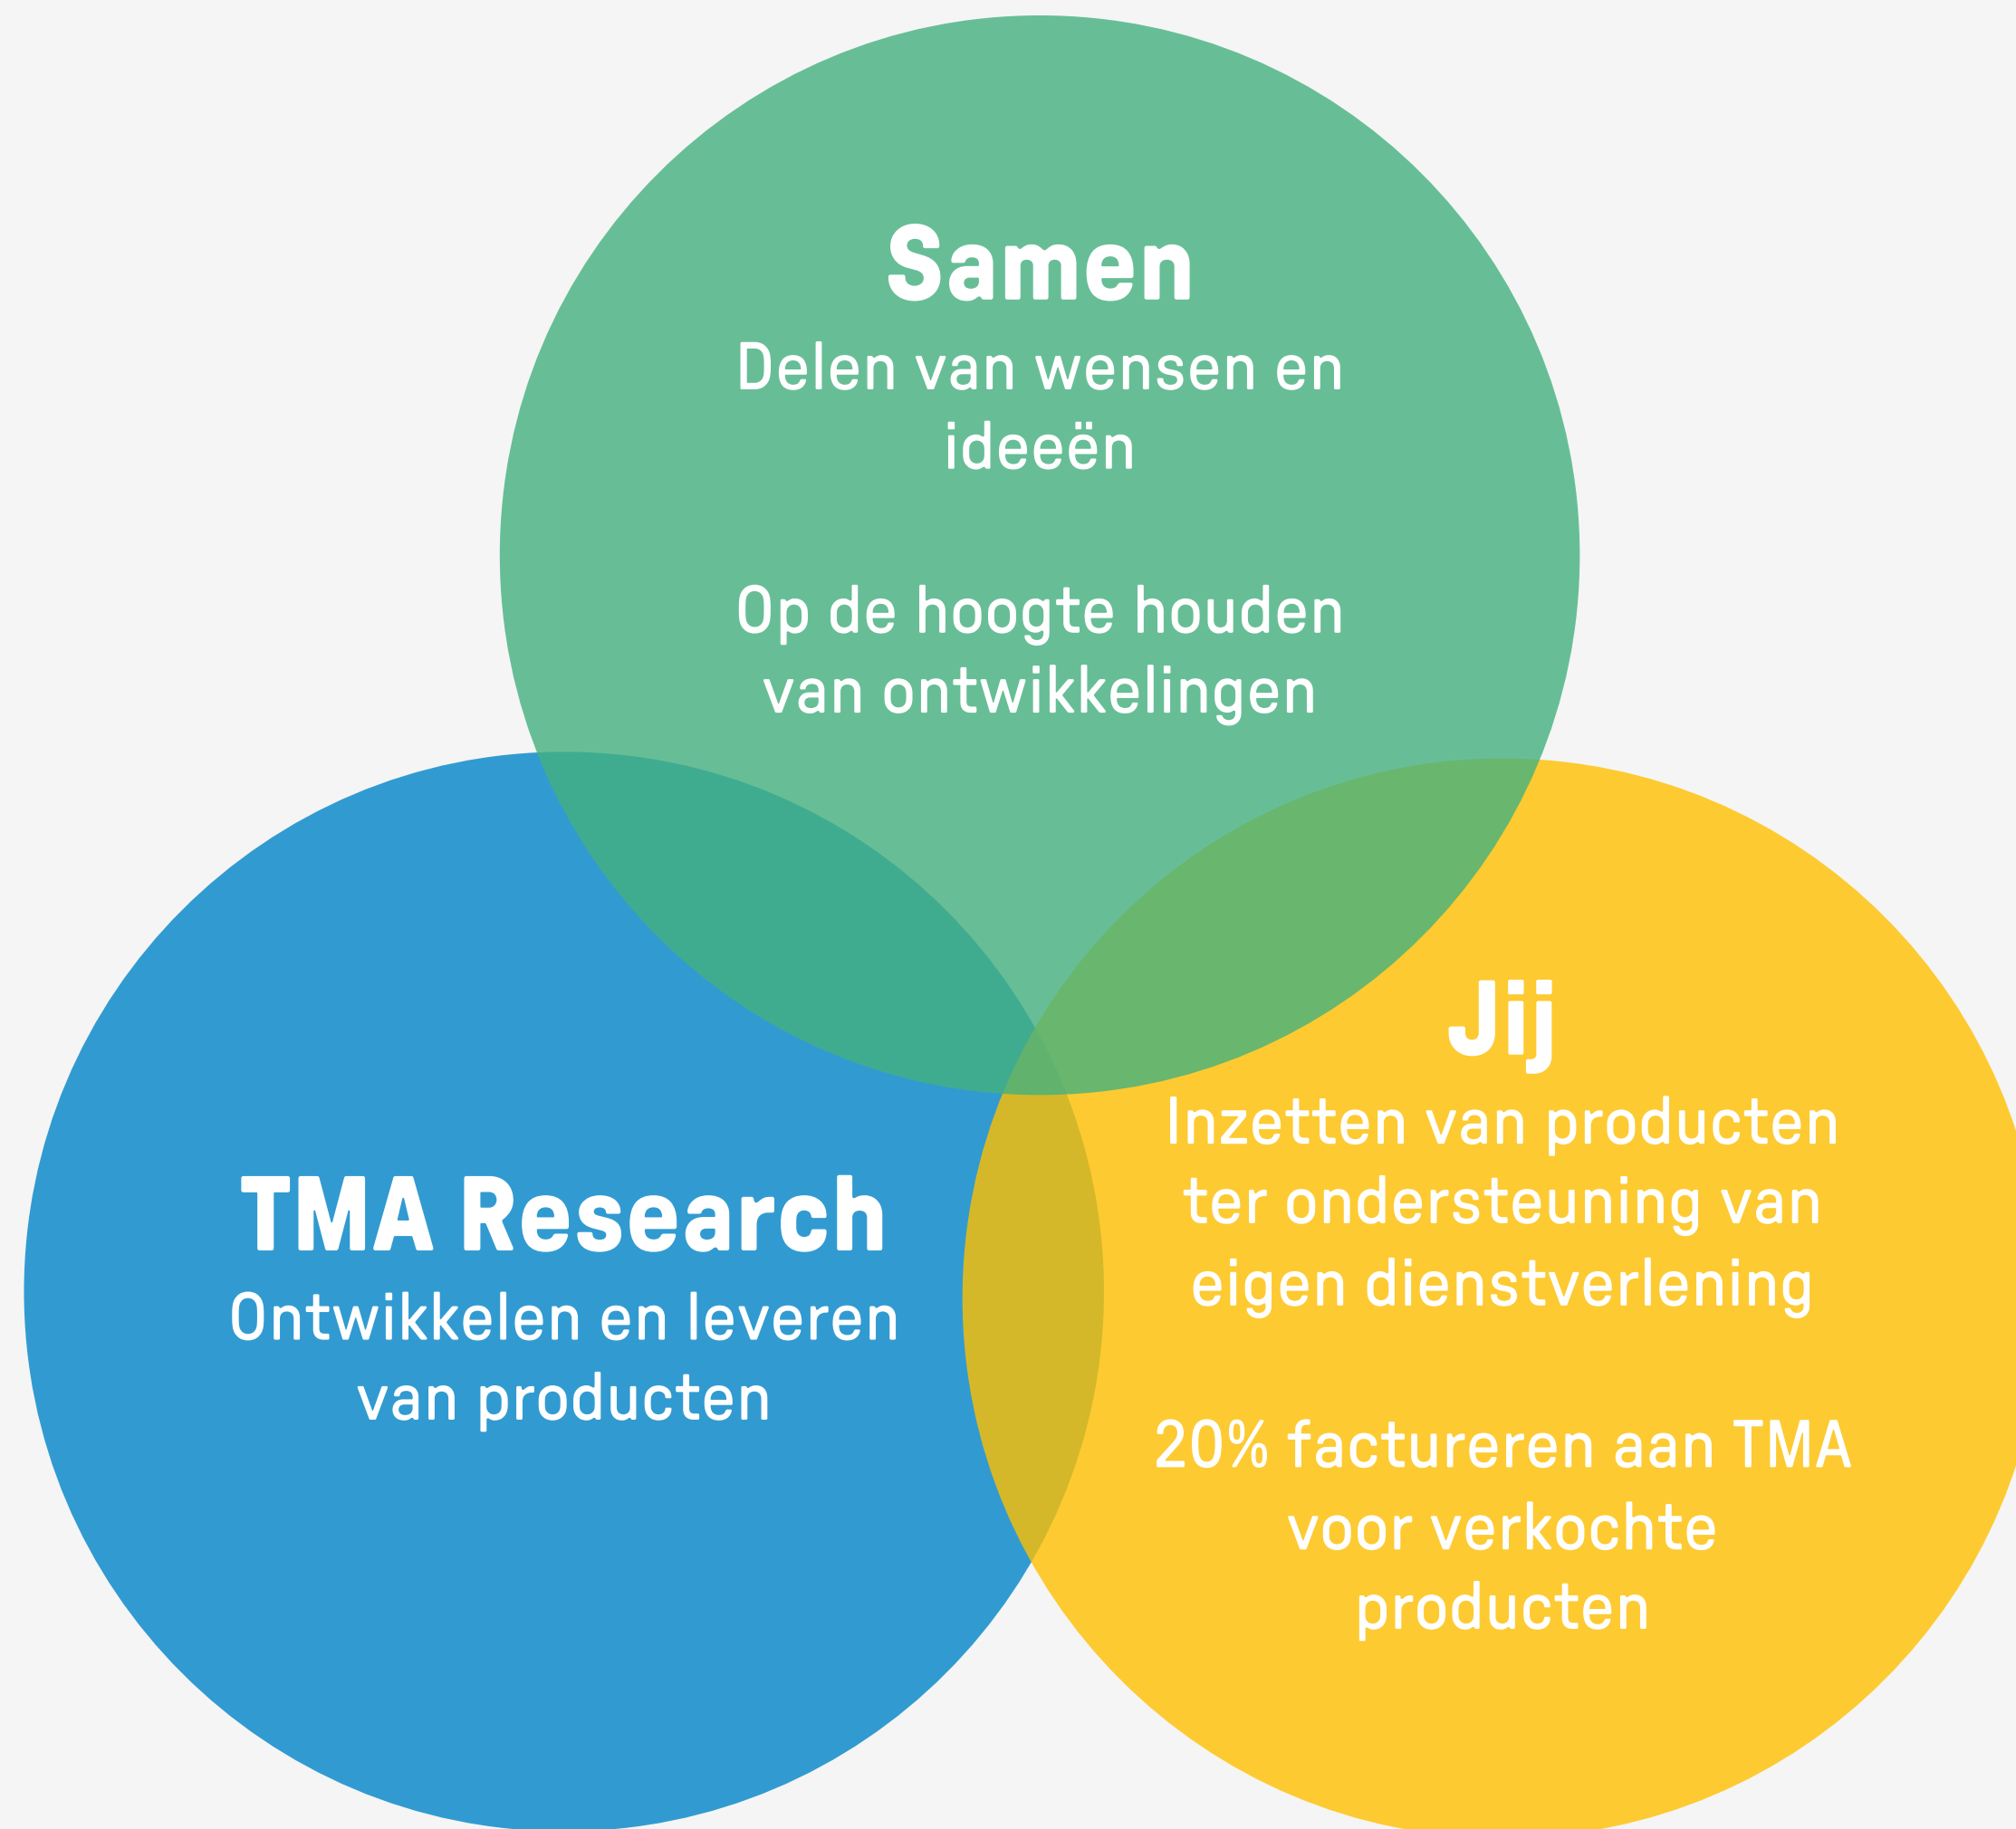 Samen
Delen van wensen en
ideeën
Op de hoogte houden
van ontwikkelingen
TMA Research
Ontwikkelen en leveren
van producten
Jij
Inzetten van producten
ter ondersteuning van
eigen dienstverlening
20% factureren aan TMA
voor verkochte
producten